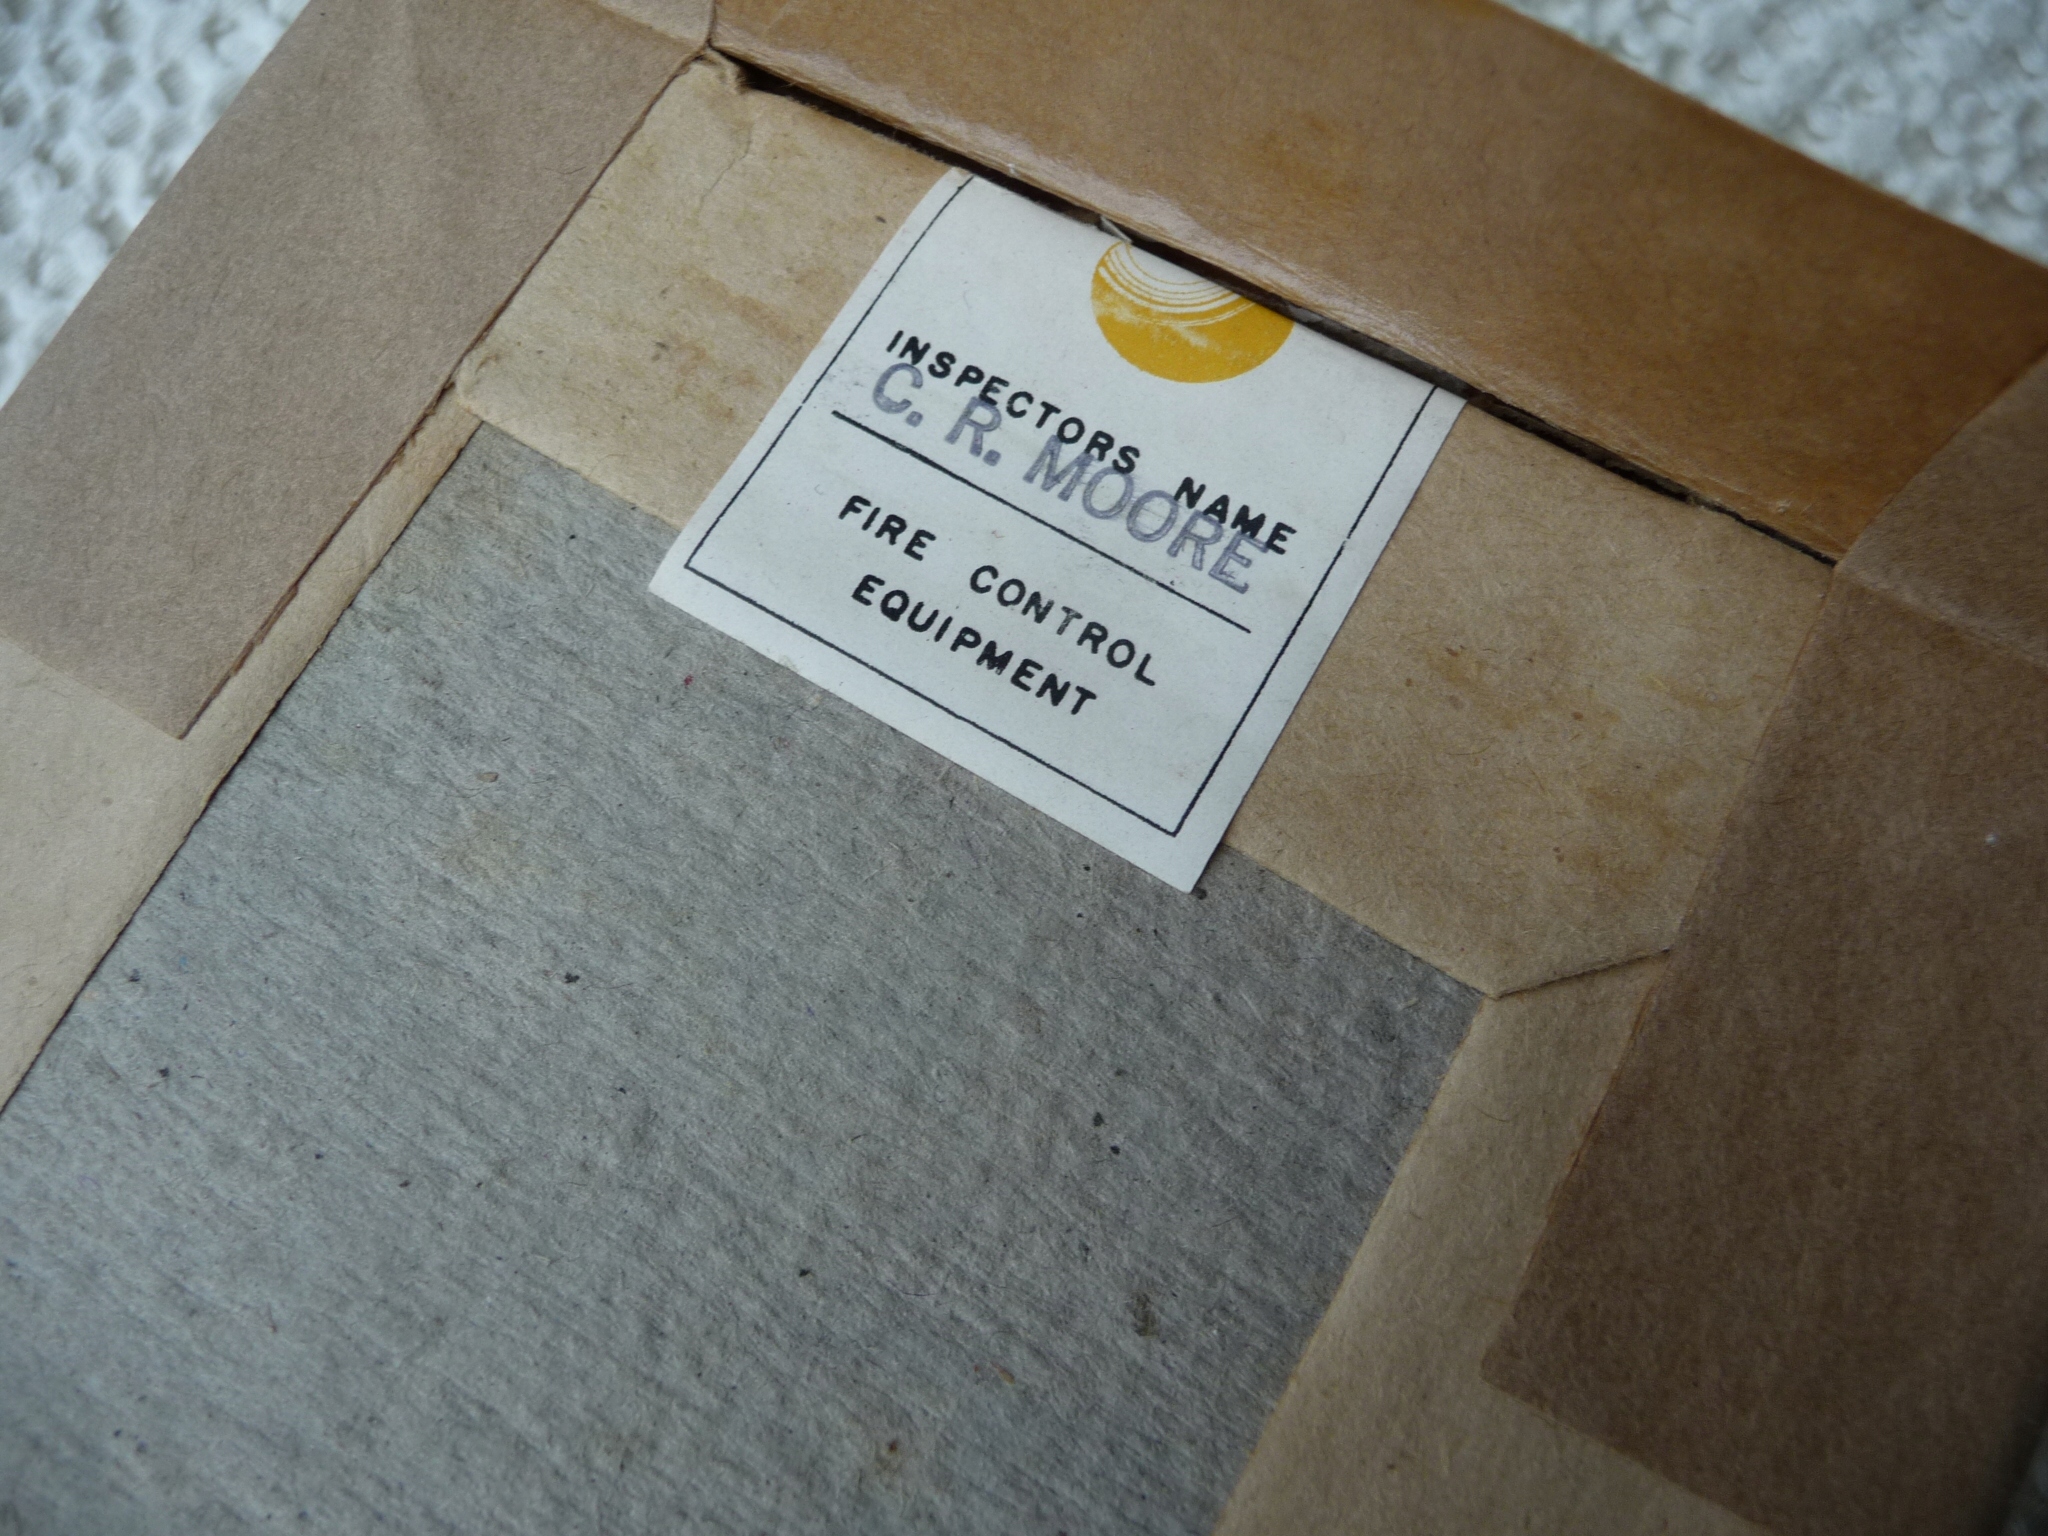 INSPECTORS NAME
C. R. MOORE
FIRE CONTROL
EQUIPMENT